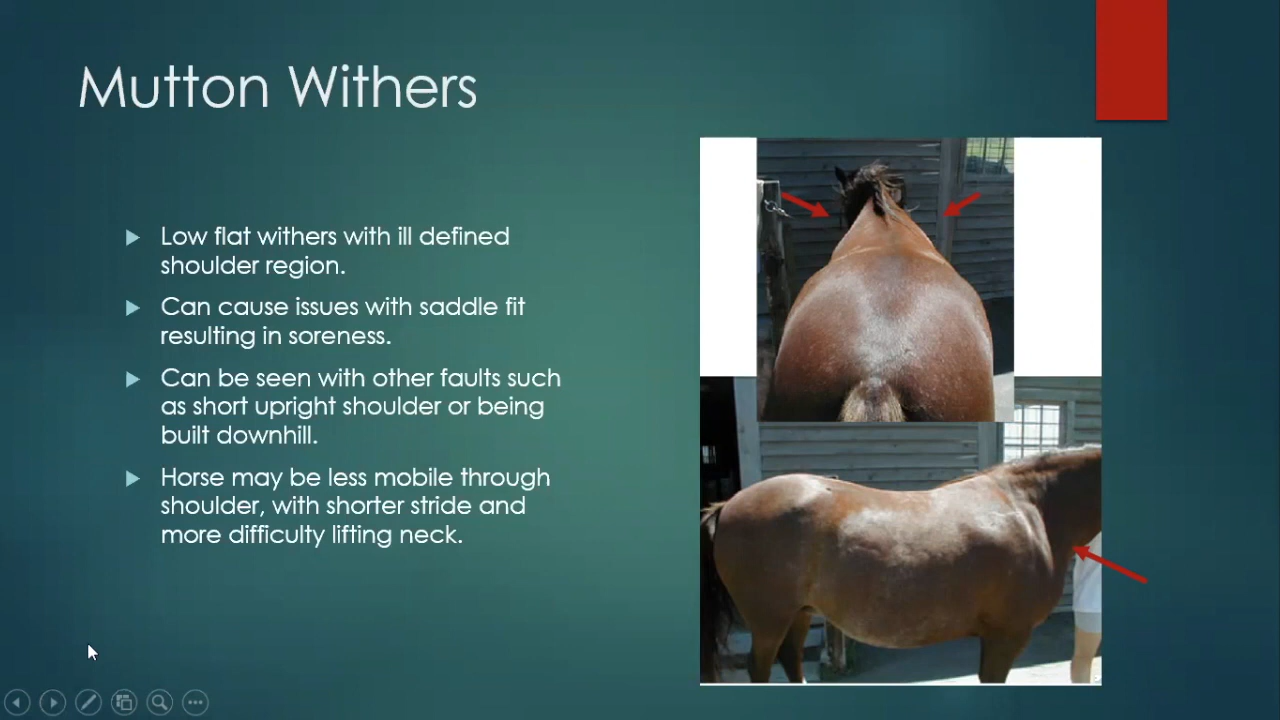 Mutton Withers
Low flat withers with ill defined
shoulder region.
Can cause issues with saddle fit
resulting in soreness.
Can be seen with other faults such
as short upright shoulder or being
built downhill.
Horse may be less mobile through
shoulder, with shorter stride and
more difficulty lifting neck.